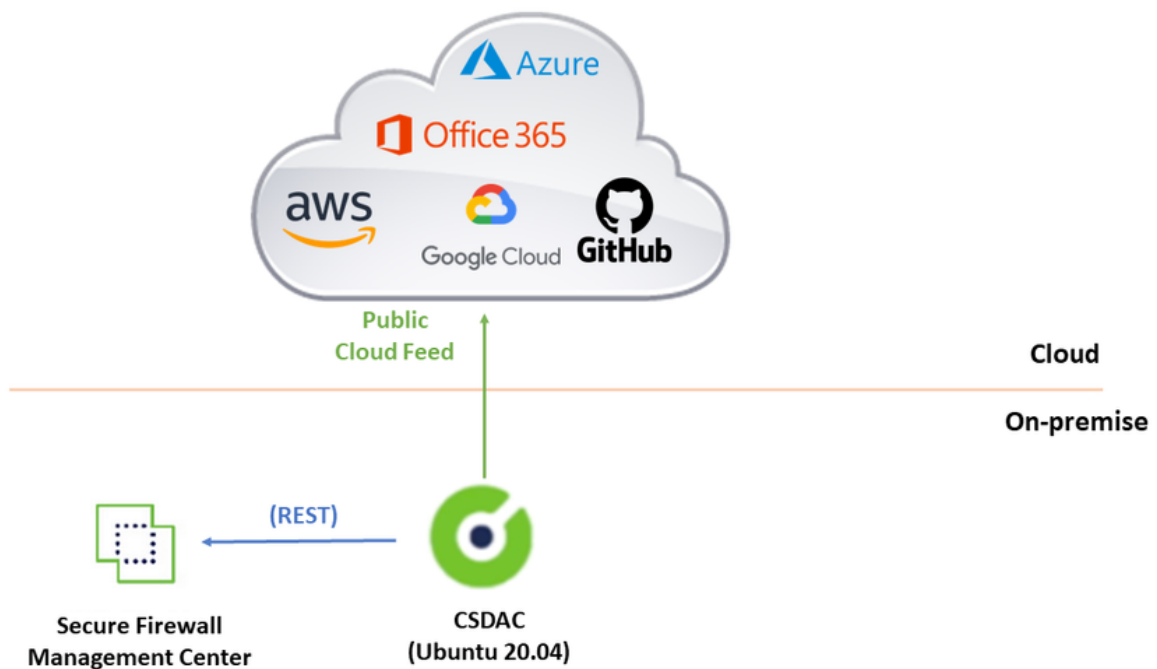 Azure
Office 365
aws
Google Cloud
GitHub
Public
Cloud Feed
Cloud
On-premise
(REST)
Secure Firewall
Management Center
CSDAC
(Ubuntu 20.04)